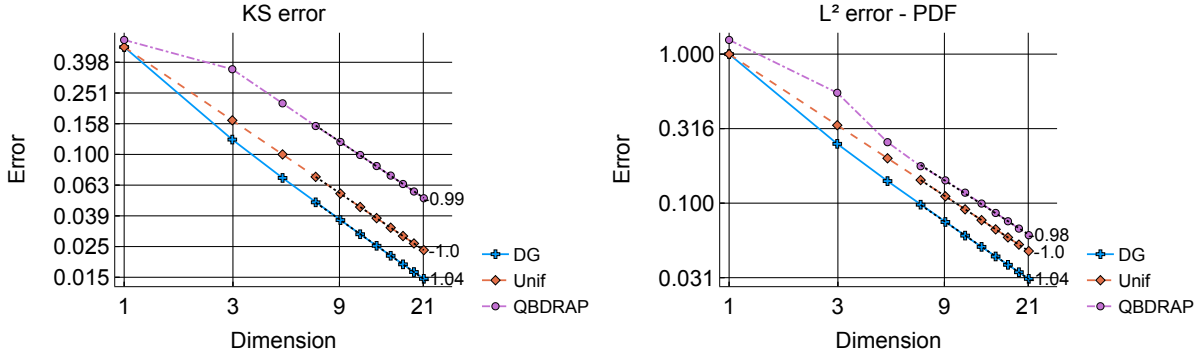 KS error
0.398
0.251
0.158
0.100
0.063
0.039
0.025
0.015
Error
-0.99
-1.0
-1.04
1
3
9
21
Dimension
DG
Unif
QBDRAP
L² error - PDF
1.000
0.316
0.100
0.031
Error
-0.98
-1.0
-1.04
1
3
9
21
Dimension
DG
Unif
QBDRAP